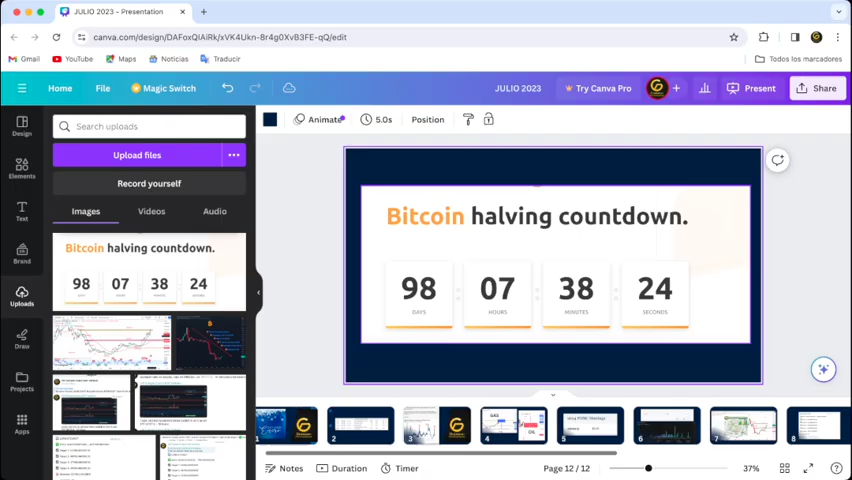 JULIO 2023 - Presentation
canva.com/design/DAFoxQIAiRk/xVK4Ukn-8r4g0XvB3FE-qQ/edit
Gmail
YouTube
Maps
Noticias
Traducir
Todos los marcadores
Home
File
Magic Switch
JULIO 2023
Try Canva Pro
Present
Share
Design
Elements
Text
Brand
Uploads
Draw
Projects
Apps
Search uploads
Upload files
Record yourself
Images
Videos
Audio
Bitcoin halving countdown.
98 07 38 24
Animate
5.0s
Position
Bitcoin halving countdown.
98 07 38 24
DAYS HOURS MINUTES SECONDS
1 2 3 4 5 6 7 8
GAS
OIL
Notes
Duration
Timer
Page 12 / 12
37%